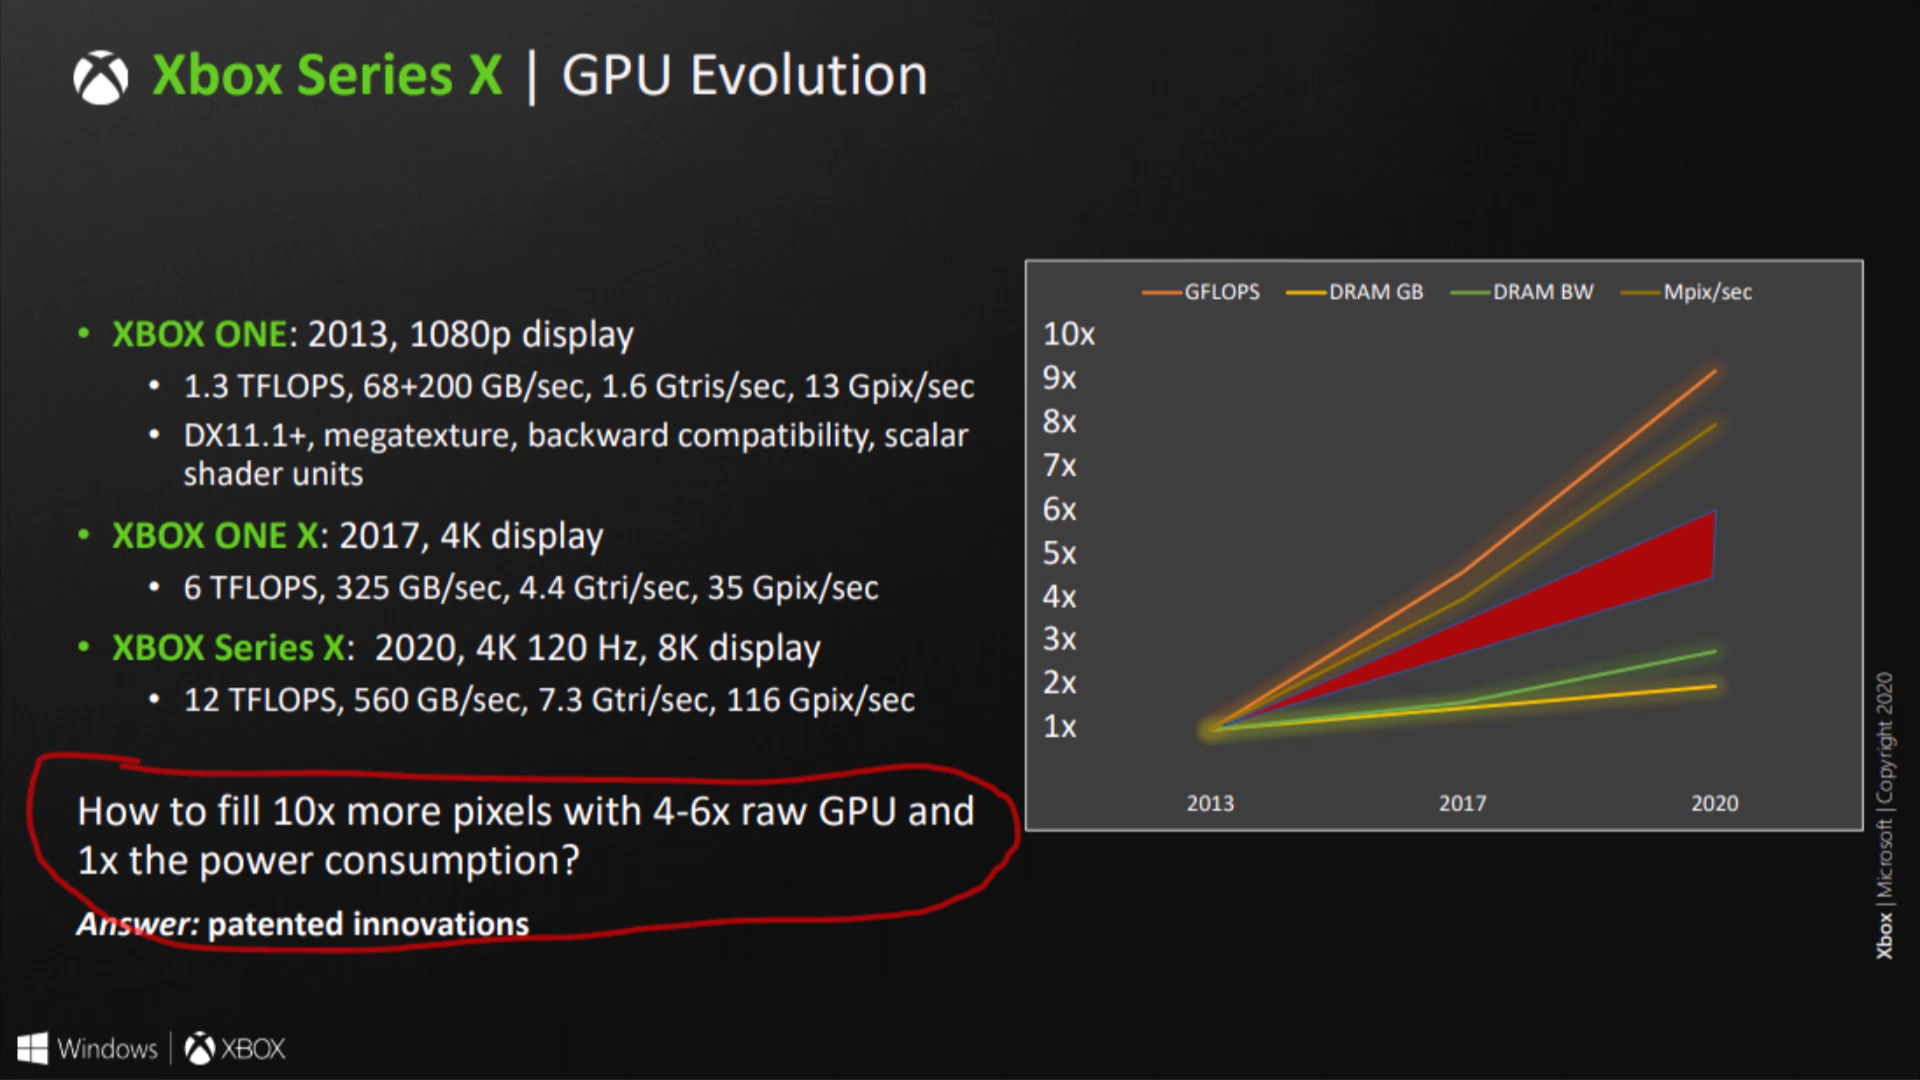 Xbox Series X | GPU Evolution
• XBOX ONE: 2013, 1080p display
• 1.3 TFLOPS, 68+200 GB/sec, 1.6 Gtris/sec, 13 Gpix/sec
• DX11.1+, megatexture, backward compatibility, scalar
shader units
• XBOX ONE X: 2017, 4K display
• 6 TFLOPS, 325 GB/sec, 4.4 Gtri/sec, 35 Gpix/sec
• XBOX Series X: 2020, 4K 120 Hz, 8K display
• 12 TFLOPS, 560 GB/sec, 7.3 Gtri/sec, 116 Gpix/sec
How to fill 10x more pixels with 4-6x raw GPU and
1x the power consumption?
Answer: patented innovations
GFLOPS DRAM GB DRAM BW Mpix/sec
10x
9x
8x
7x
6x
5x
4x
3x
2x
1x
2013 2017 2020
Xbox | Microsoft | Copyright 2020
Windows | XBOX